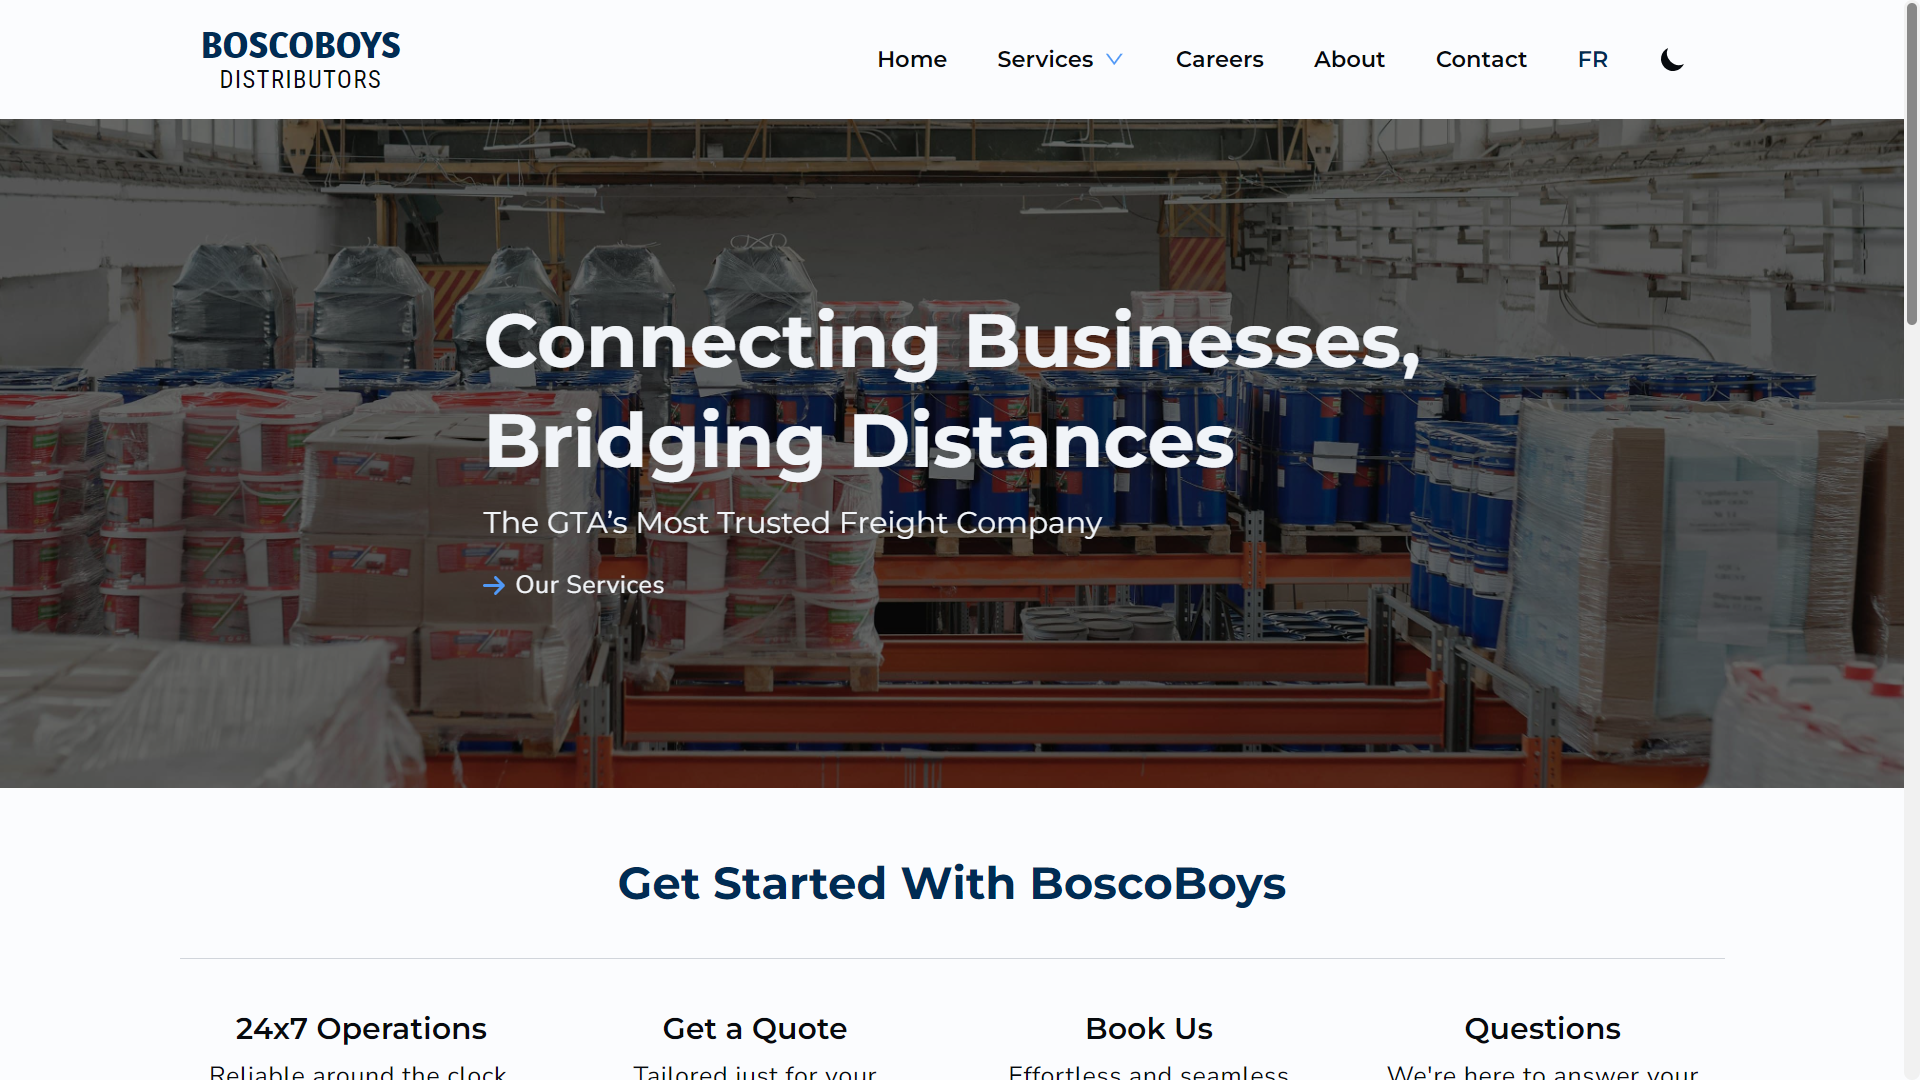 BOSCOBOYS
DISTRIBUTORS
Home Services Careers About Contact FR
Connecting Businesses,
Bridging Distances
The GTA’s Most Trusted Freight Company
Our Services
Get Started With BoscoBoys
24x7 Operations Get a Quote Book Us Questions
Reliable around the clock Tailored just for your Effortless and seamless We're here to answer your